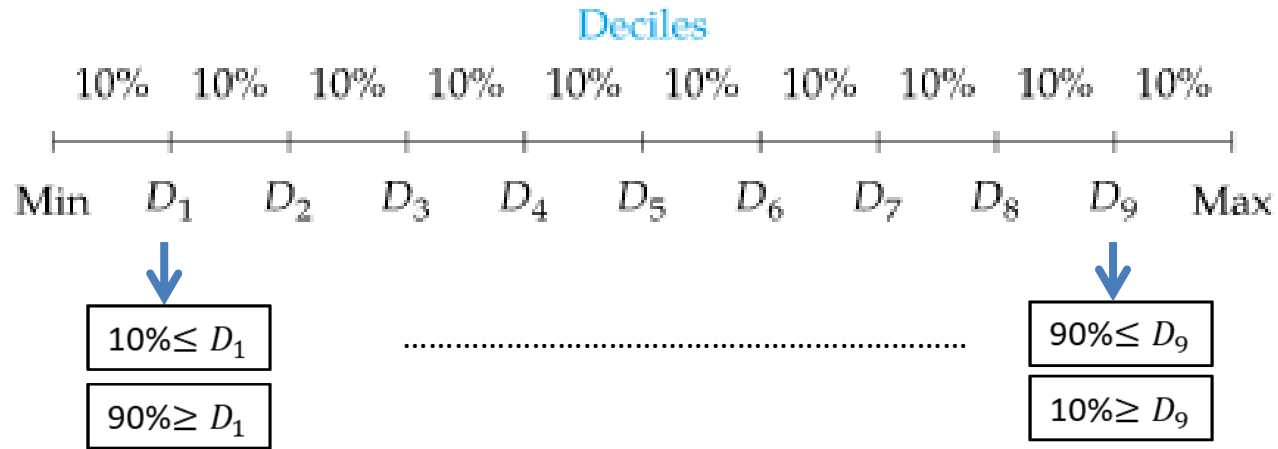 Deciles
10% 10% 10% 10% 10% 10% 10% 10% 10% 10%
Min D₁ D₂ D₃ D₄ D₅ D₆ D₇ D₈ D₉ Max
10%≤ D₁ ........................................................ 90%≤ D₉
90%≥ D₁ 10%≥ D₉